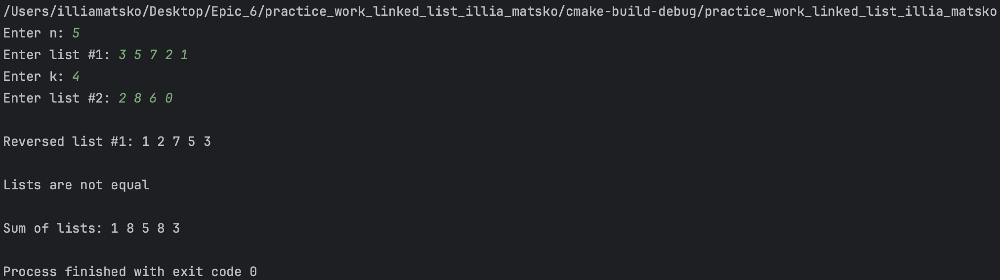 /Users/illiamatsko/Desktop/Epic_6/practice_work_linked_list_illia_matsko/cmake-build-debug/practice_work_linked_list_illia_matsko
Enter n: 5
Enter list #1: 3 5 7 2 1
Enter k: 4
Enter list #2: 2 8 6 0
Reversed list #1: 1 2 7 5 3
Lists are not equal
Sum of lists: 1 8 5 8 3
Process finished with exit code 0